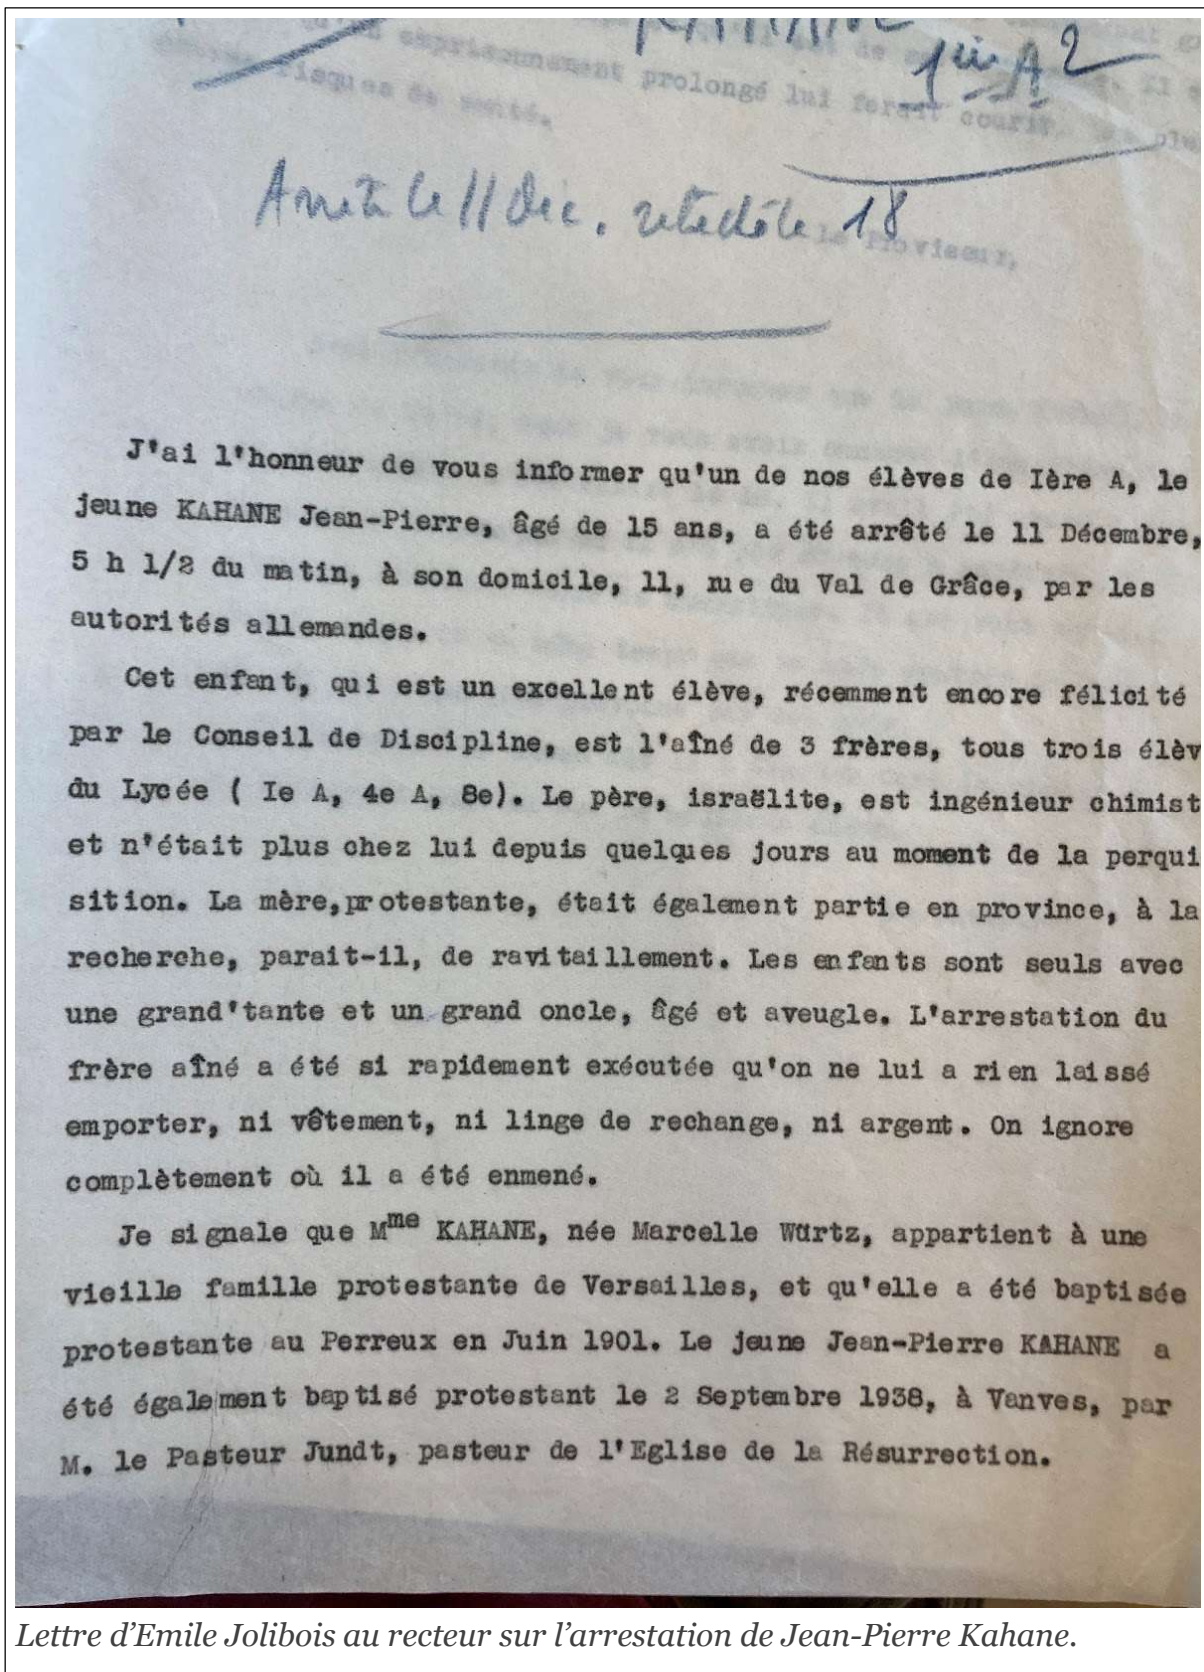 KAHANE
1ère A2
emprisonnement prolongé lui ferait courir
risques de santé.
Arrêté le 11 Déc. relaché le 18
le Proviseur,
J'ai l'honneur de vous informer qu'un de nos élèves de Ière A, le
jeune KAHANE Jean-Pierre, âgé de 15 ans, a été arrêté le 11 Décembre,
5 h 1/2 du matin, à son domicile, 11, rue du Val de Grâce, par les
autorités allemandes.
Cet enfant, qui est un excellent élève, récemment encore félicité
par le Conseil de Discipline, est l'aîné de 3 frères, tous trois élèv
du Lycée ( Ie A, 4e A, 8e). Le père, israëlite, est ingénieur chimist
et n'était plus chez lui depuis quelques jours au moment de la perqui
sition. La mère,protestante, était également partie en province, à la
recherche, parait-il, de ravitaillement. Les enfants sont seuls avec
une grand'tante et un grand oncle, âgé et aveugle. L'arrestation du
frère aîné a été si rapidement exécutée qu'on ne lui a rien laissé
emporter, ni vêtement, ni linge de rechange, ni argent. On ignore
complètement où il a été enmené.
Je signale que Mme KAHANE, née Marcelle Würtz, appartient à une
vieille famille protestante de Versailles, et qu'elle a été baptisée
protestante au Perreux en Juin 1901. Le jeune Jean-Pierre KAHANE a
été également baptisé protestant le 2 Septembre 1938, à Vanves, par
M. le Pasteur Jundt, pasteur de l'Eglise de la Résurrection.
Lettre d'Emile Jolibois au recteur sur l'arrestation de Jean-Pierre Kahane.